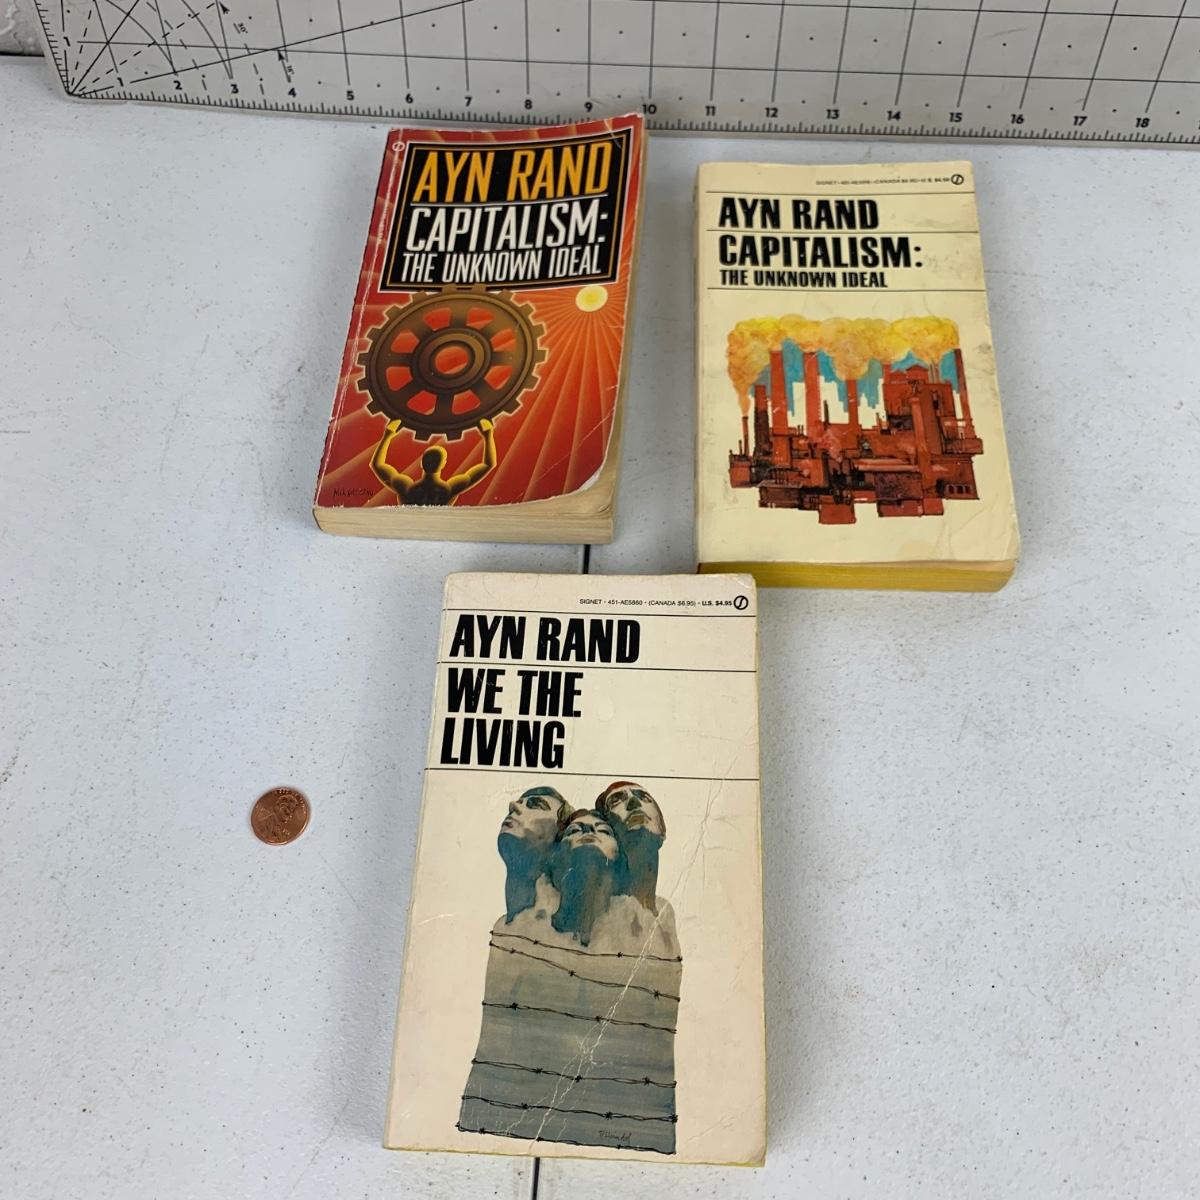 1 2 3 4 5 6 7 8 9 10 11 12 13 14 15 16 17 18
AYN RAND
CAPITALISM:
THE UNKNOWN IDEAL
AYN RAND
CAPITALISM:
THE UNKNOWN IDEAL
SIGNET • 451-AE5860 • (CANADA $6.95) • U.S. $4.95
AYN RAND
WE THE
LIVING